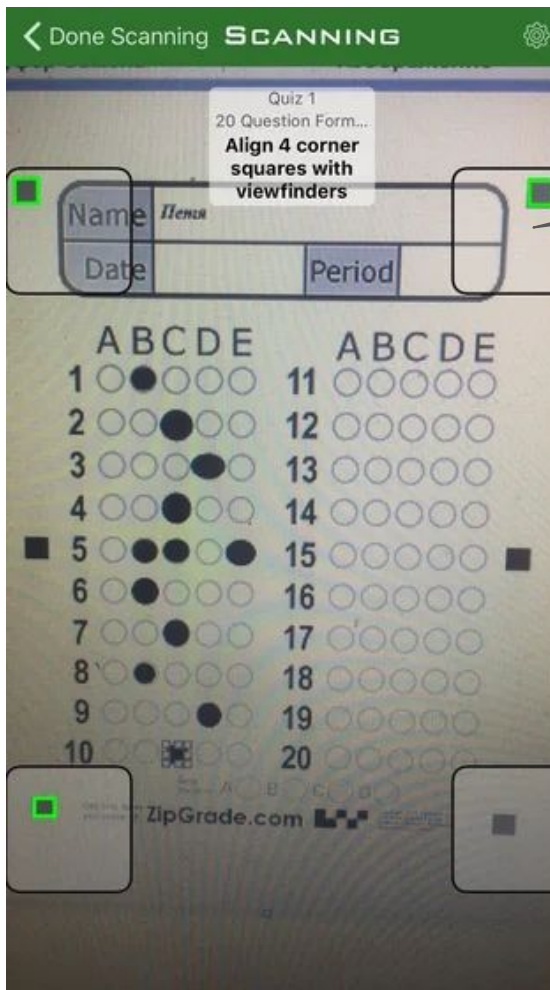 Done Scanning SCANNING
Quiz 1
20 Question Form...
Align 4 corner
squares with
viewfinders
Name Петя
Date Period
A B C D E A B C D E
1 11
2 12
3 13
4 14
5 15
6 16
7 17
8 18
9 19
10 20
A B C D
ZipGrade.com